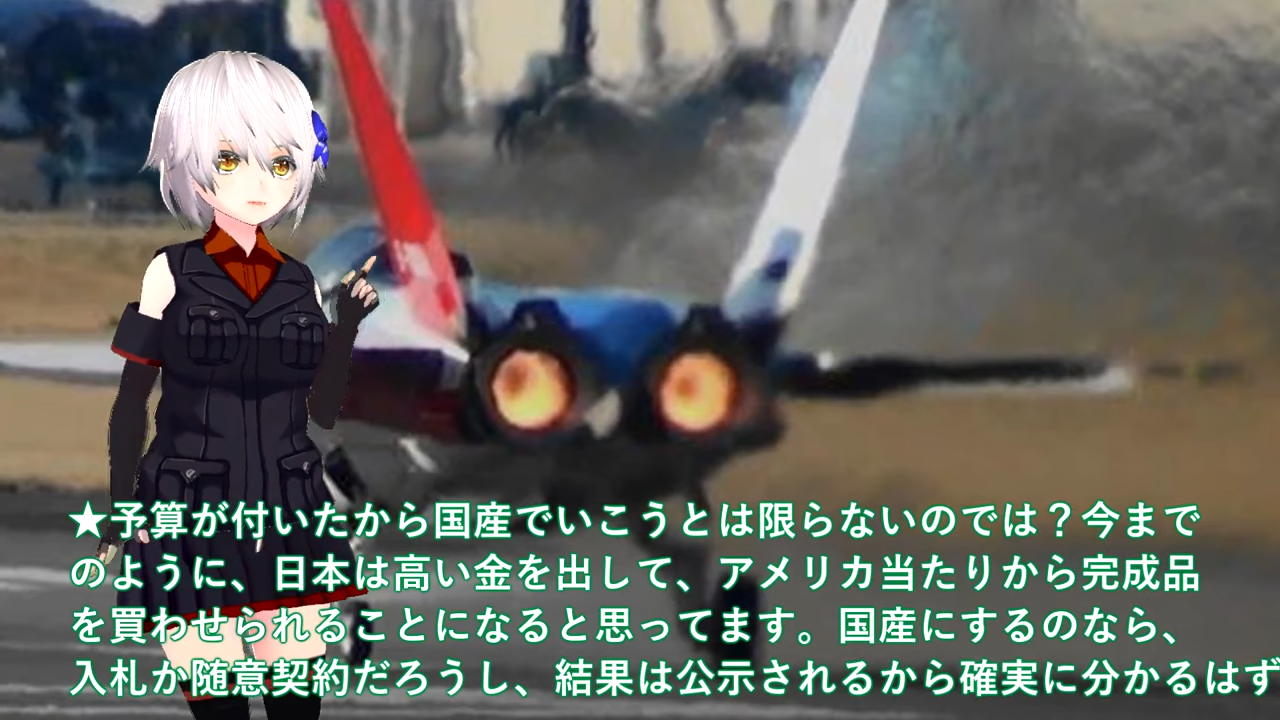 ★予算が付いたから国産でいこうとは限らないのでは？今まで
のように、日本は高い金を出して、アメリカ当たりから完成品
を買わせられることになると思ってます。国産にするのなら、
入札か随意契約だろうし、結果は公示されるから確実に分かるはず